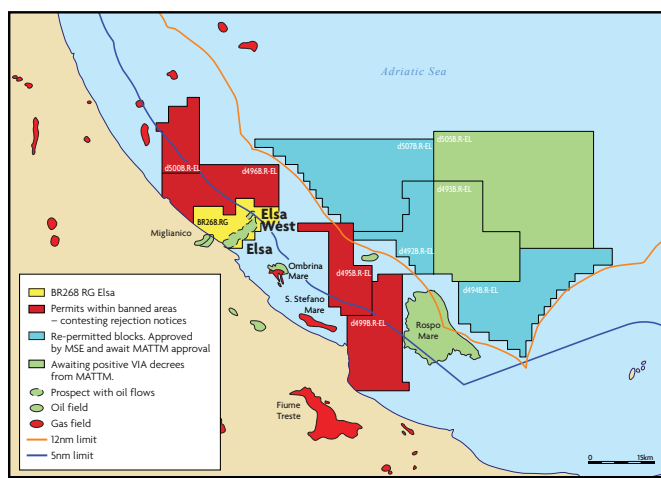 Adriatic Sea
d505B.R-EL
d507B.R-EL
d500B.R-EL
d496B.R-EL
d493B.R-EL
BR268.RG
Elsa
West
Miglianico
Elsa
d492B.R-EL
Ombrina
Mare
d495B.R-EL
d494B.R-EL
S. Stefano
Mare
d499B.R-EL
Rospo
Mare
Fiume
Treste
BR268 RG Elsa
Permits within banned areas
– contesting rejection notices
Re-permitted blocks. Approved
by MSE and await MATTM approval
Awaiting positive VIA decrees
from MATTM.
Prospect with oil flows
Oil field
Gas field
12nm limit
5nm limit
0 15km